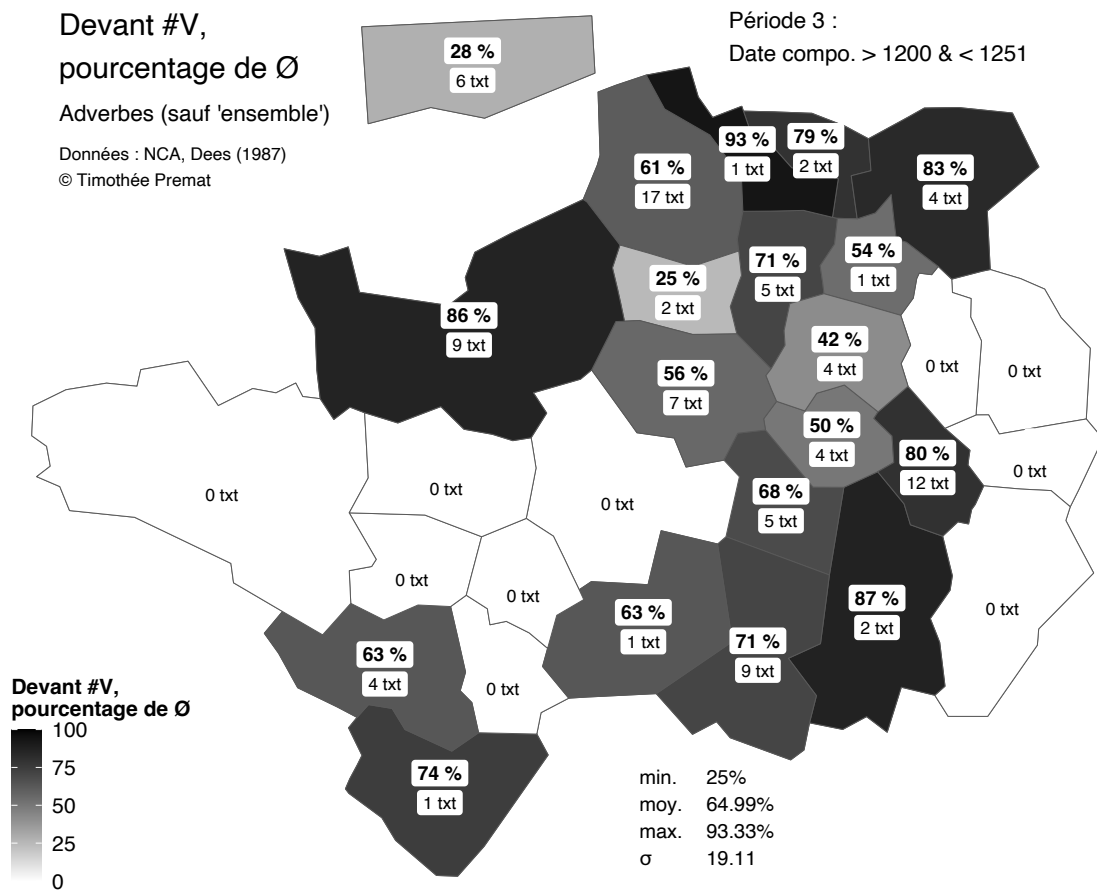 Devant #V,
pourcentage de Ø
Adverbes (sauf 'ensemble')
Données : NCA, Dees (1987)
© Timothée Premat
Période 3 :
Date compo. > 1200 & < 1251
28 %
6 txt
93 %
1 txt
79 %
2 txt
61 %
17 txt
83 %
4 txt
71 %
5 txt
54 %
1 txt
25 %
2 txt
86 %
9 txt
42 %
4 txt
0 txt
0 txt
56 %
7 txt
50 %
4 txt
80 %
12 txt
0 txt
0 txt
0 txt
0 txt
68 %
5 txt
0 txt
0 txt
63 %
1 txt
71 %
9 txt
87 %
2 txt
0 txt
63 %
4 txt
0 txt
74 %
1 txt
Devant #V,
pourcentage de Ø
100
75
50
25
0
min. 25%
moy. 64.99%
max. 93.33%
σ 19.11